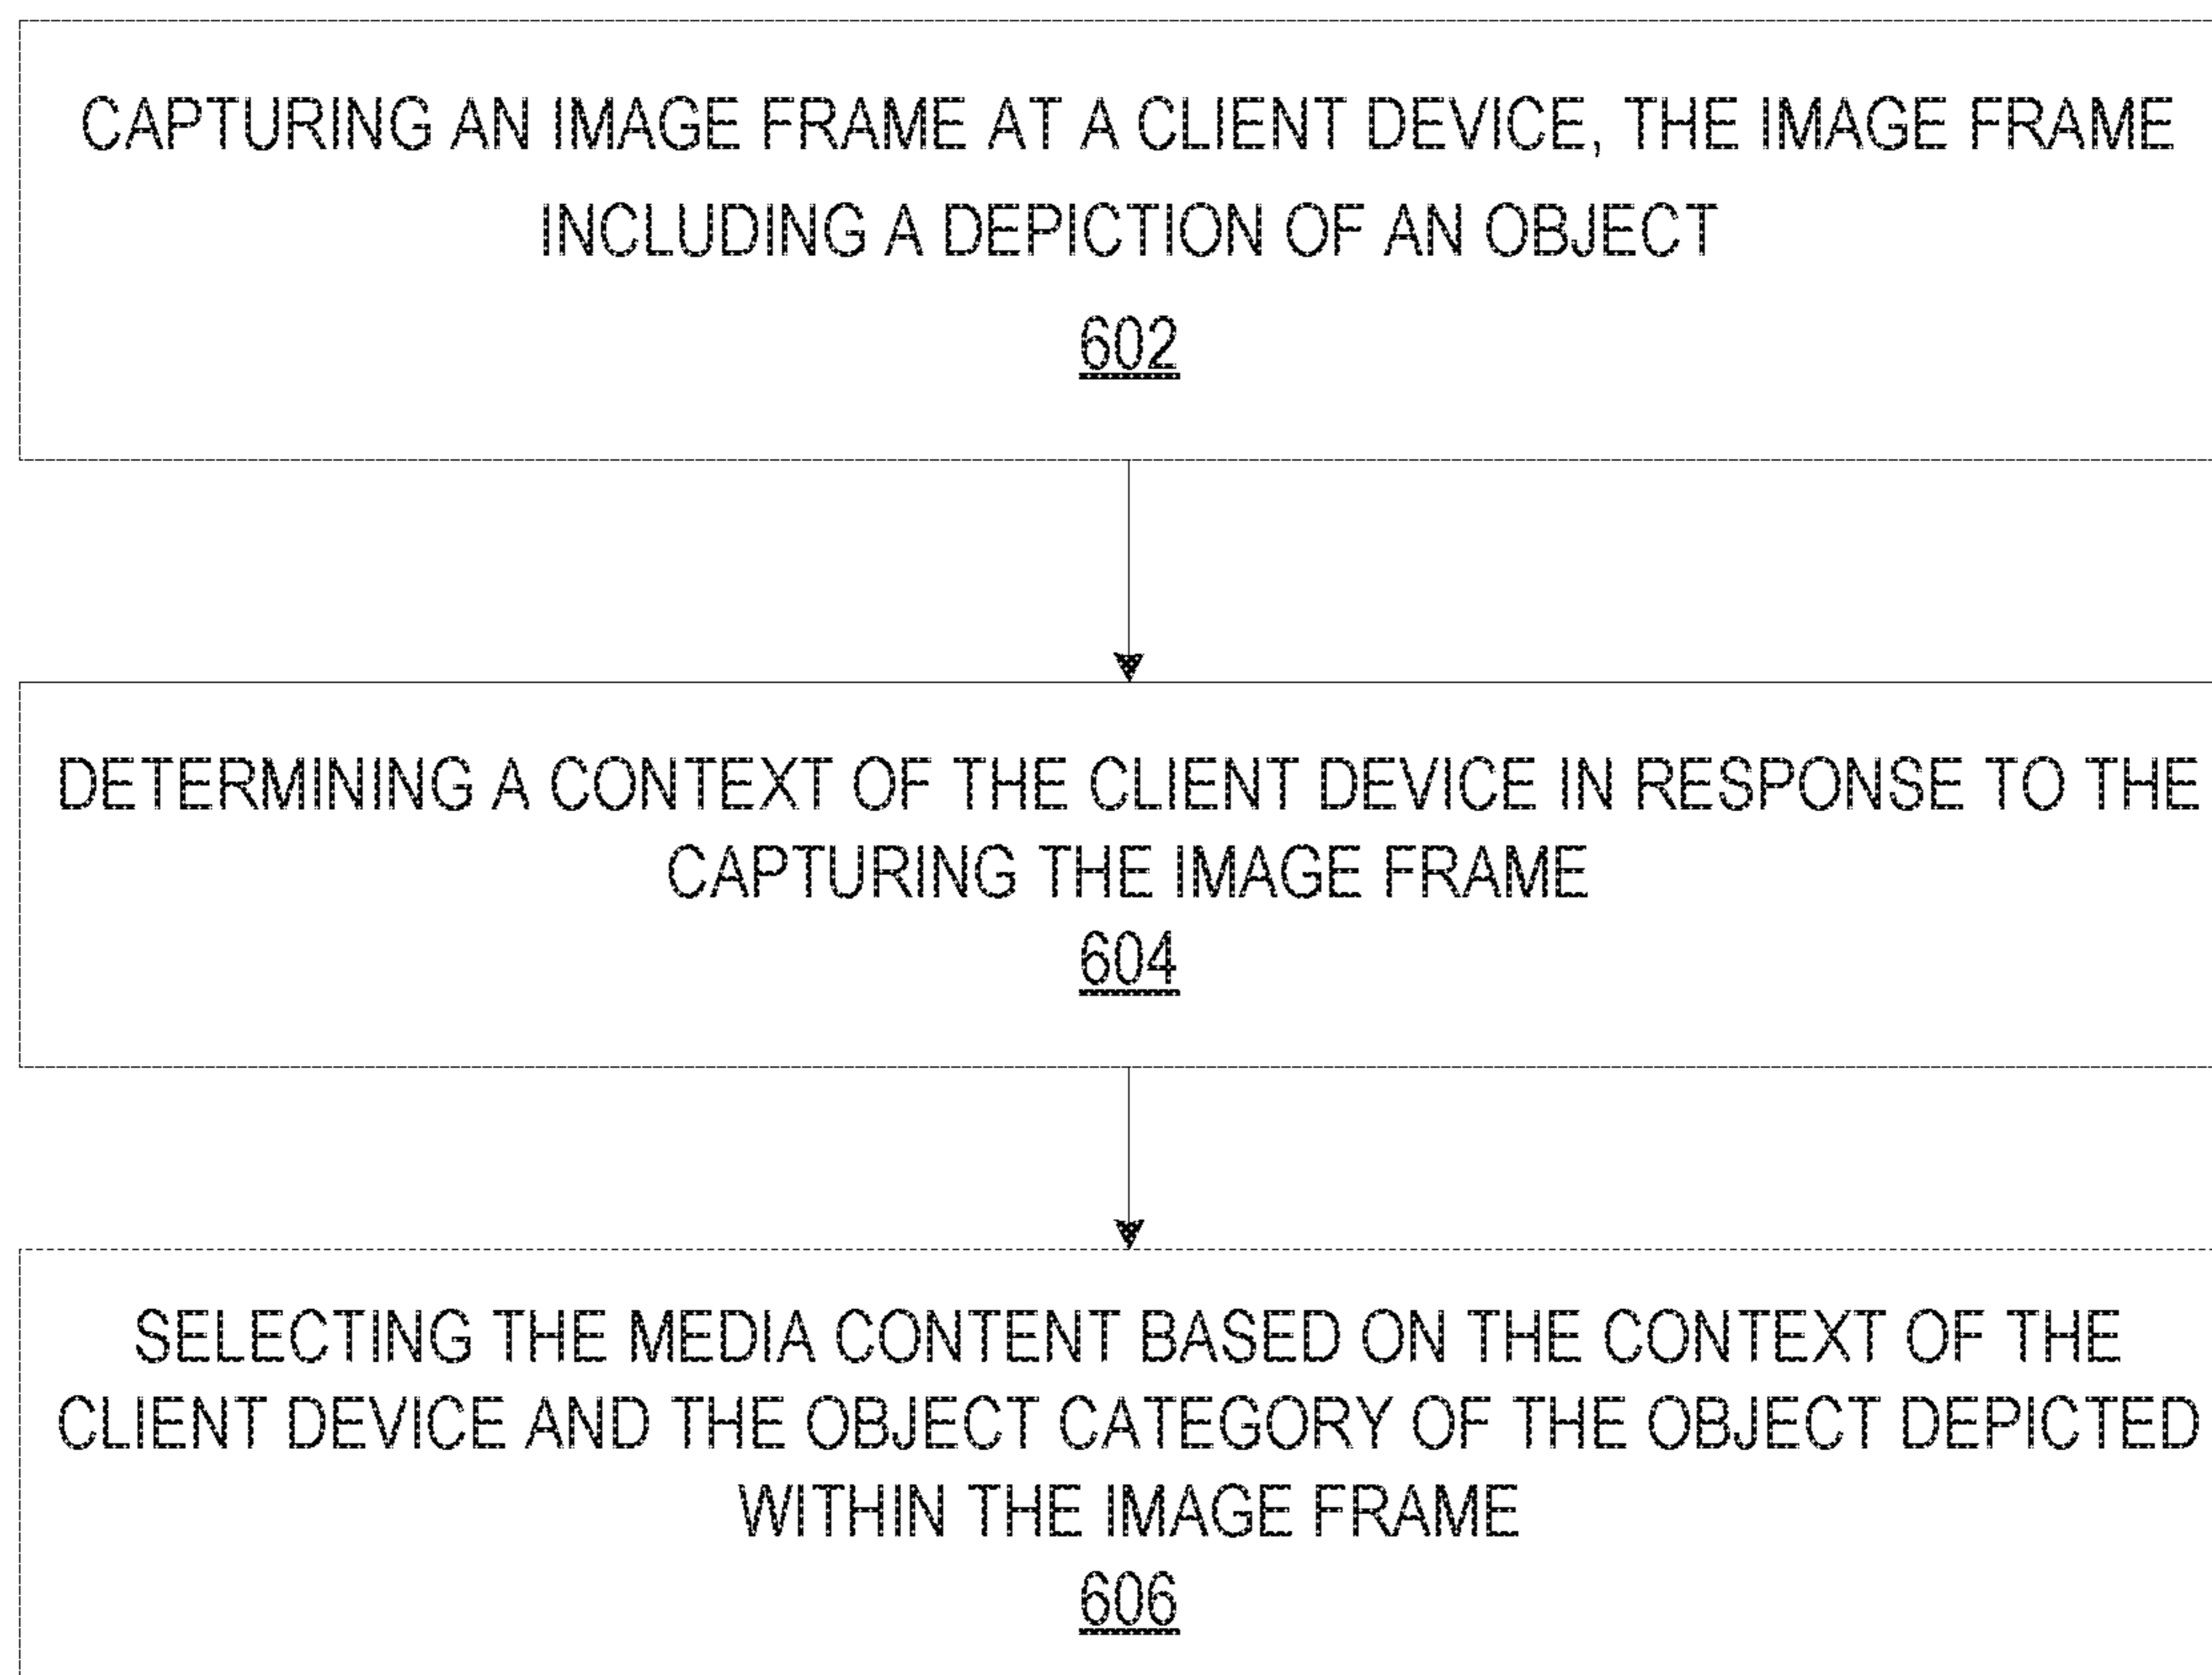 CAPTURING AN IMAGE FRAME AT A CLIENT DEVICE, THE IMAGE FRAME
INCLUDING A DEPICTION OF AN OBJECT
602
DETERMINING A CONTEXT OF THE CLIENT DEVICE IN RESPONSE TO THE
CAPTURING THE IMAGE FRAME
604
SELECTING THE MEDIA CONTENT BASED ON THE CONTEXT OF THE
CLIENT DEVICE AND THE OBJECT CATEGORY OF THE OBJECT DEPICTED
WITHIN THE IMAGE FRAME
606